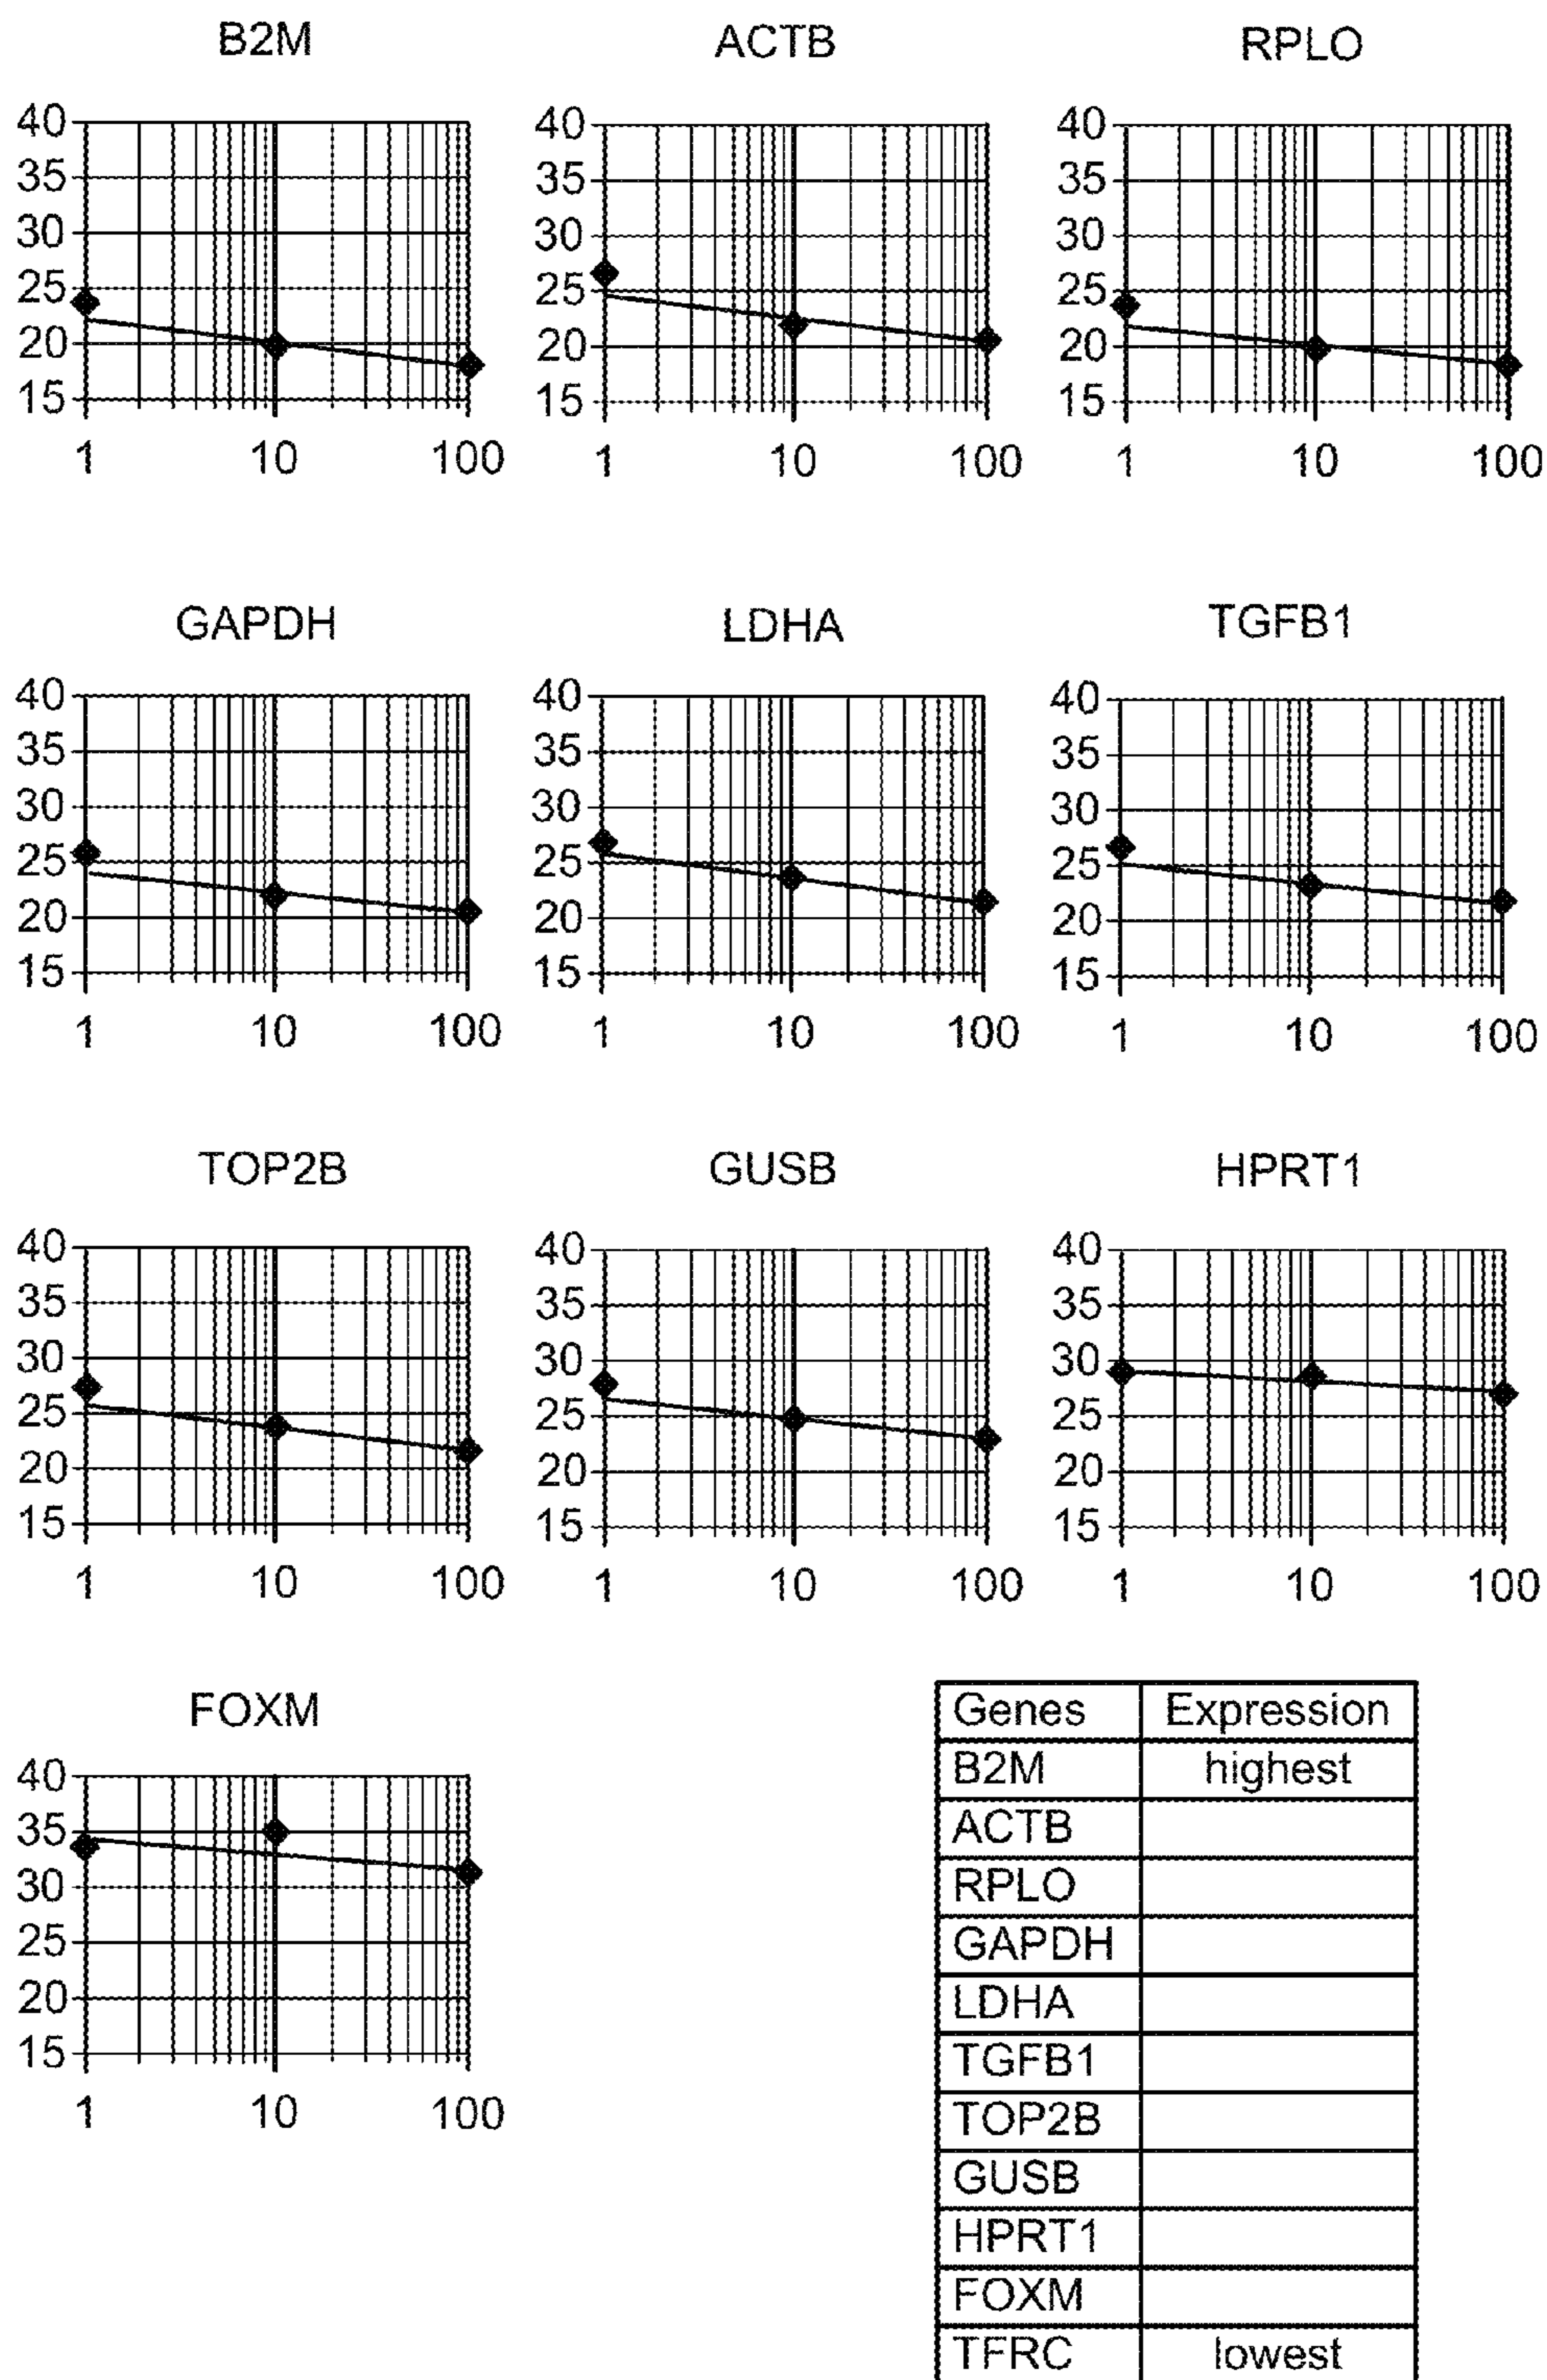 B2M ACTB RPLO
40 40 40
35 35 35
30 30 30
25 25 25
20 20 20
15 15 15
1 10 100 1 10 100 1 10 100
GAPDH LDHA TGFB1
40 40 40
35 35 35
30 30 30
25 25 25
20 20 20
15 15 15
1 10 100 1 10 100 1 10 100
TOP2B GUSB HPRT1
40 40 40
35 35 35
30 30 30
25 25 25
20 20 20
15 15 15
1 10 100 1 10 100 1 10 100
FOXM
40
35
30
25
20
15
1 10 100
Genes Expression
B2M highest
ACTB
RPLO
GAPDH
LDHA
TGFB1
TOP2B
GUSB
HPRT1
FOXM
TFRC lowest